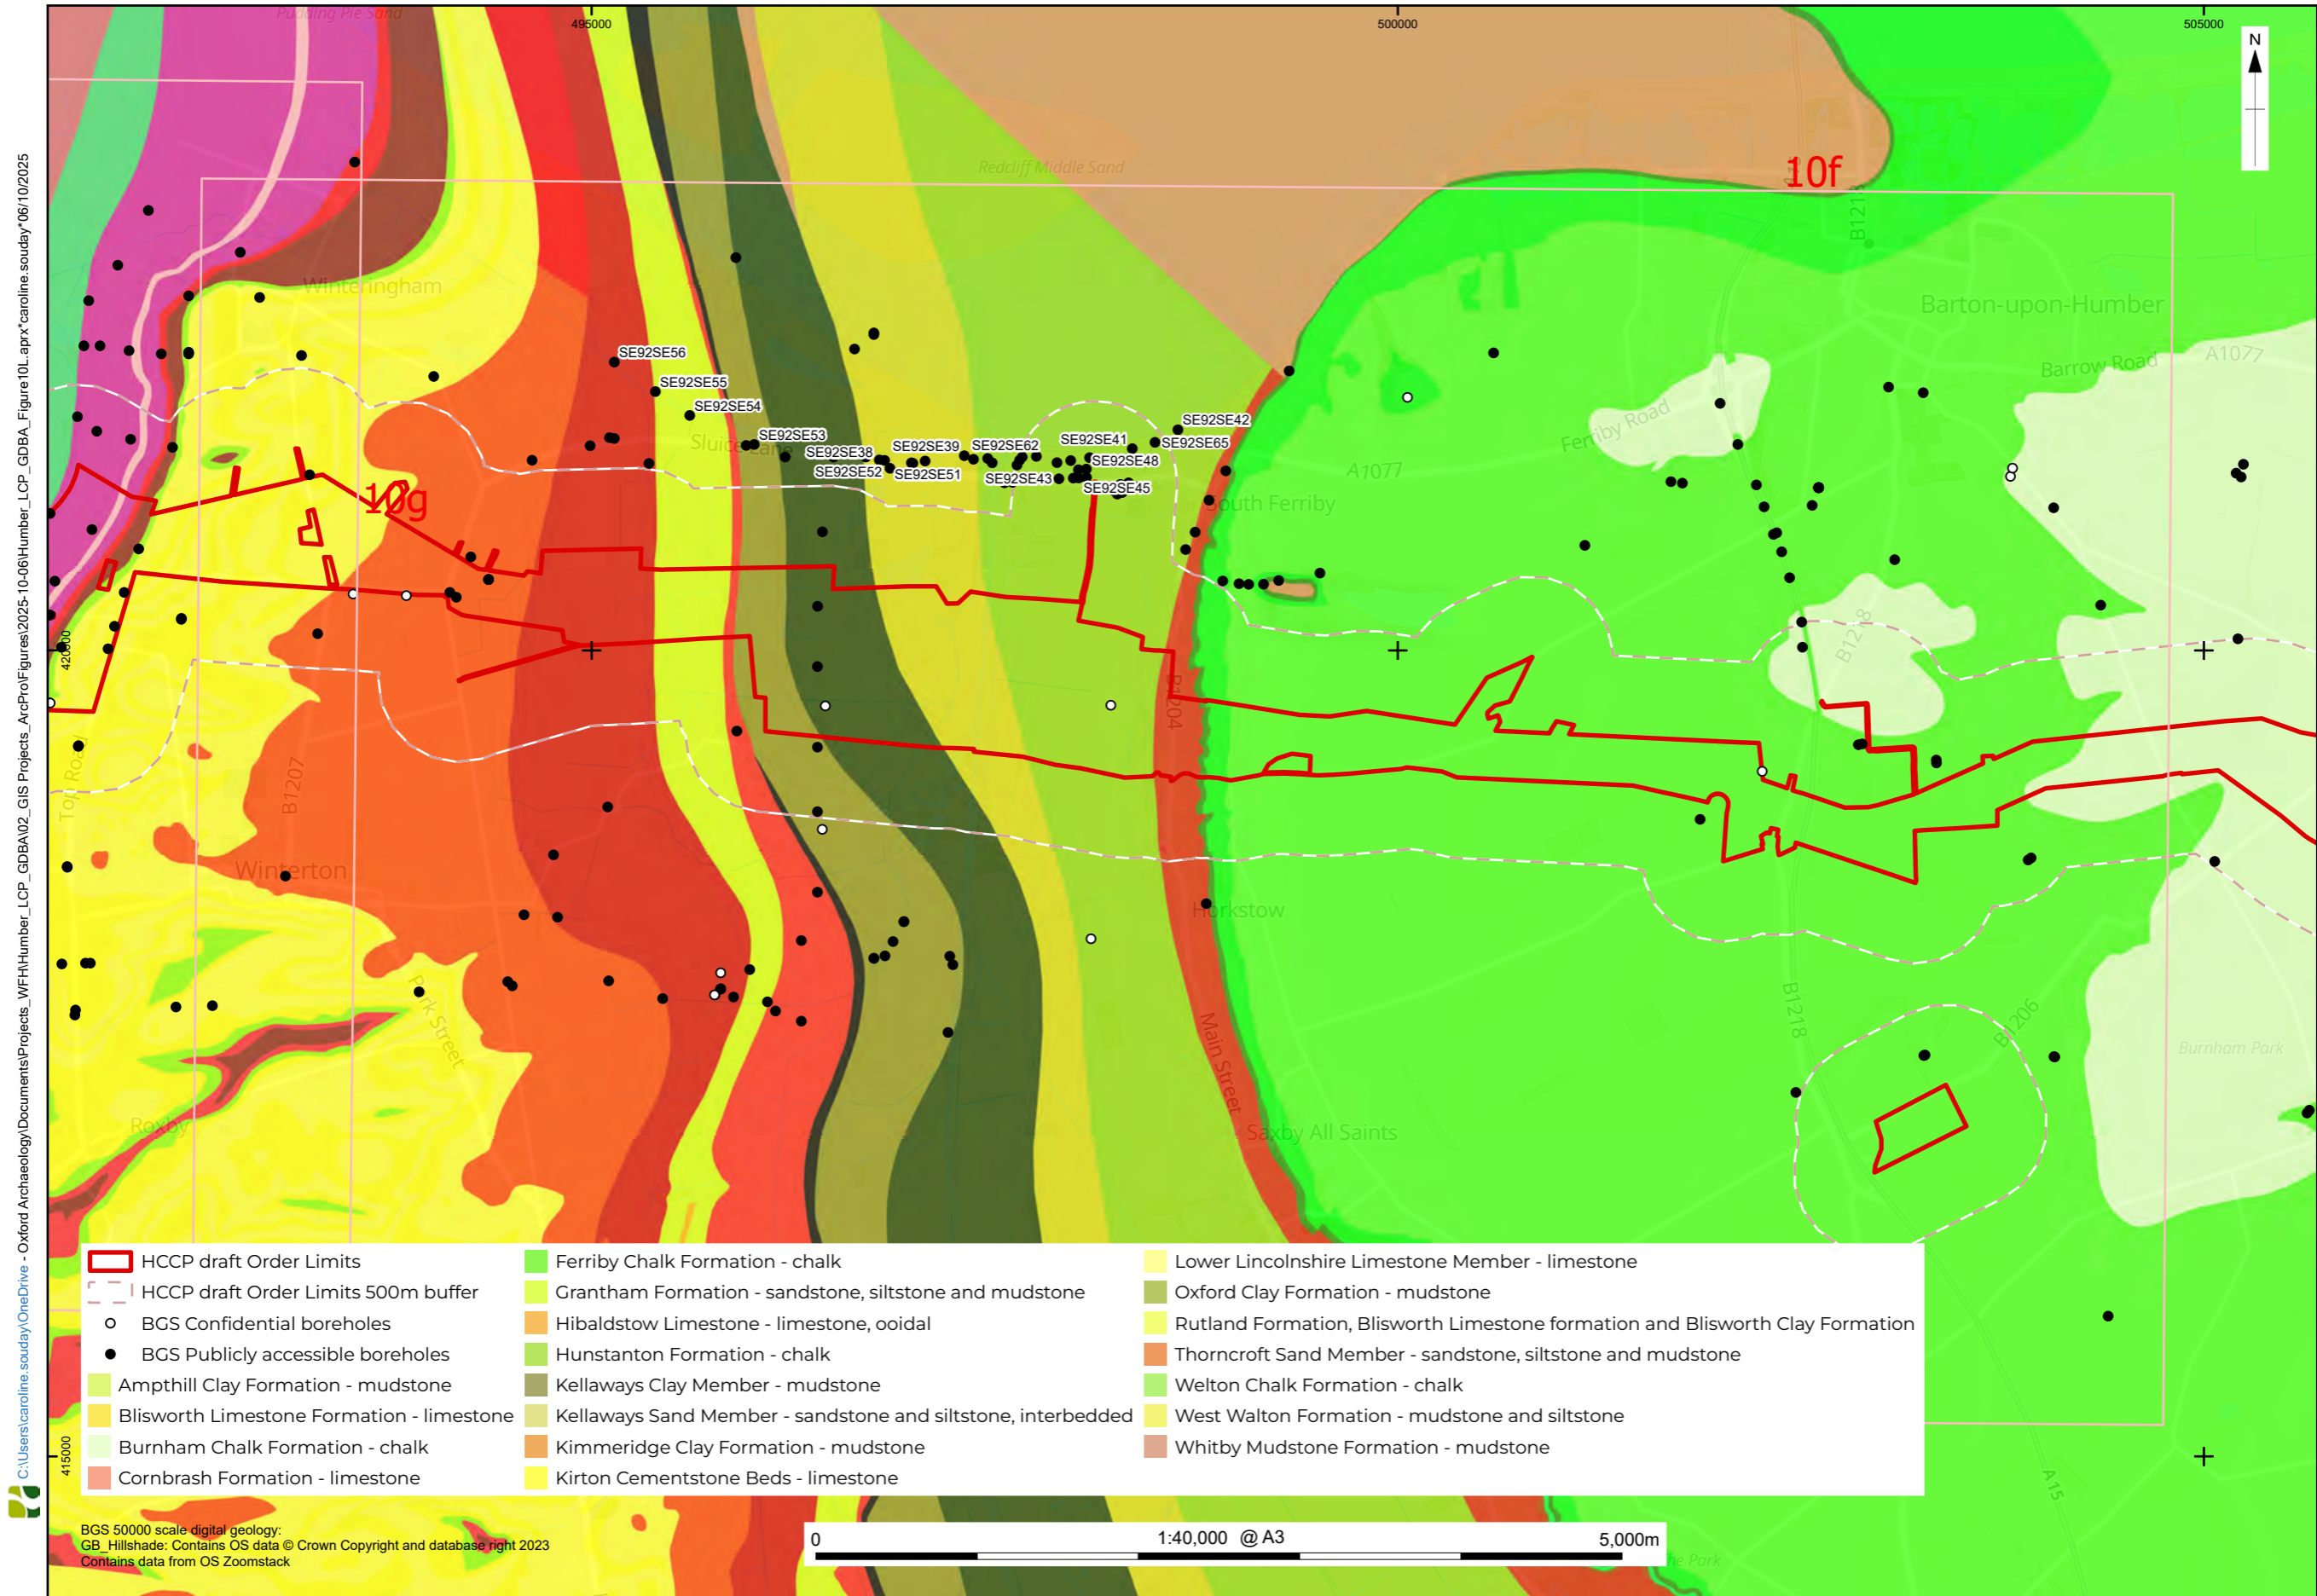 Pudding Pie Sand
495000
500000
505000
N
10f
Redcliff Middle Sand
B1218
Winteringham
Barton-upon-Humber
SE92SE56
A1077
Barrow Road
SE92SE55
SE92SE54
SE92SE42
Ferriby Road
Sluice Lane
SE92SE53
SE92SE38
SE92SE39
SE92SE62
SE92SE41
SE92SE65
SE92SE52
SE92SE51
SE92SE48
A1077
SE92SE43
SE92SE45
10g
South Ferriby
420000
B1218
B1204
Top Road
B1207
Winterton
Horkstow
Park Street
B1218
B1206
Main Street
Burnham Park
Roxby
Saxby All Saints
HCCP draft Order Limits
HCCP draft Order Limits 500m buffer
BGS Confidential boreholes
BGS Publicly accessible boreholes
Ampthill Clay Formation - mudstone
Blisworth Limestone Formation - limestone
Burnham Chalk Formation - chalk
Cornbrash Formation - limestone
Ferriby Chalk Formation - chalk
Grantham Formation - sandstone, siltstone and mudstone
Hibaldstow Limestone - limestone, ooidal
Hunstanton Formation - chalk
Kellaways Clay Member - mudstone
Kellaways Sand Member - sandstone and siltstone, interbedded
Kimmeridge Clay Formation - mudstone
Kirton Cementstone Beds - limestone
Lower Lincolnshire Limestone Member - limestone
Oxford Clay Formation - mudstone
Rutland Formation, Blisworth Limestone formation and Blisworth Clay Formation
Thorncroft Sand Member - sandstone, siltstone and mudstone
Welton Chalk Formation - chalk
West Walton Formation - mudstone and siltstone
Whitby Mudstone Formation - mudstone
415000
A15
BGS 50000 scale digital geology:
GB_Hillshade: Contains OS data © Crown Copyright and database right 2023
Contains data from OS Zoomstack
0
1:40,000 @ A3
5,000m
Park
C:\Users\caroline.souday\OneDrive - Oxford Archaeology\Documents\Projects_WFH\Humber_LCP_GDBA\02_GIS Projects_ArcPro\Figures\2025-10-06\Humber_LCP_GDBA_Figure10L.aprx*caroline.souday*06/10/2025